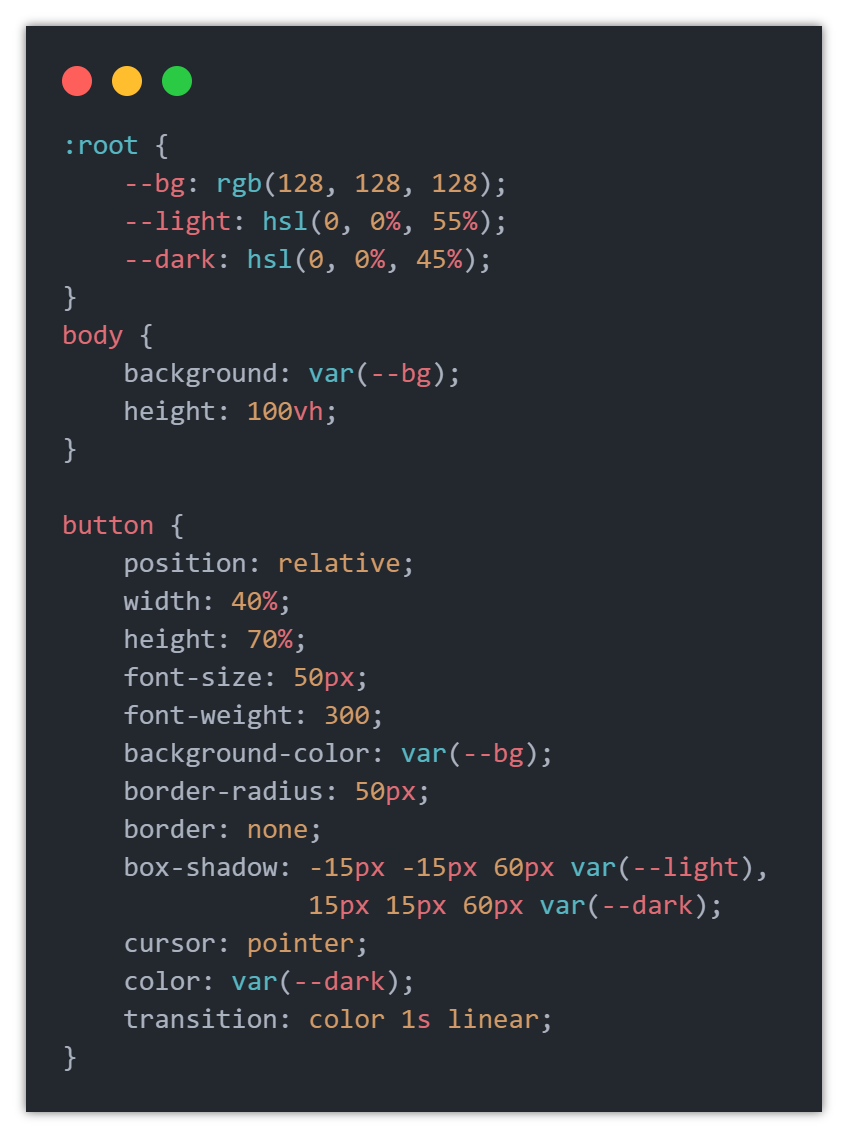 :root {
    --bg: rgb(128, 128, 128);
    --light: hsl(0, 0%, 55%);
    --dark: hsl(0, 0%, 45%);
}
body {
    background: var(--bg);
    height: 100vh;
}

button {
    position: relative;
    width: 40%;
    height: 70%;
    font-size: 50px;
    font-weight: 300;
    background-color: var(--bg);
    border-radius: 50px;
    border: none;
    box-shadow: -15px -15px 60px var(--light),
                15px 15px 60px var(--dark);
    cursor: pointer;
    color: var(--dark);
    transition: color 1s linear;
}